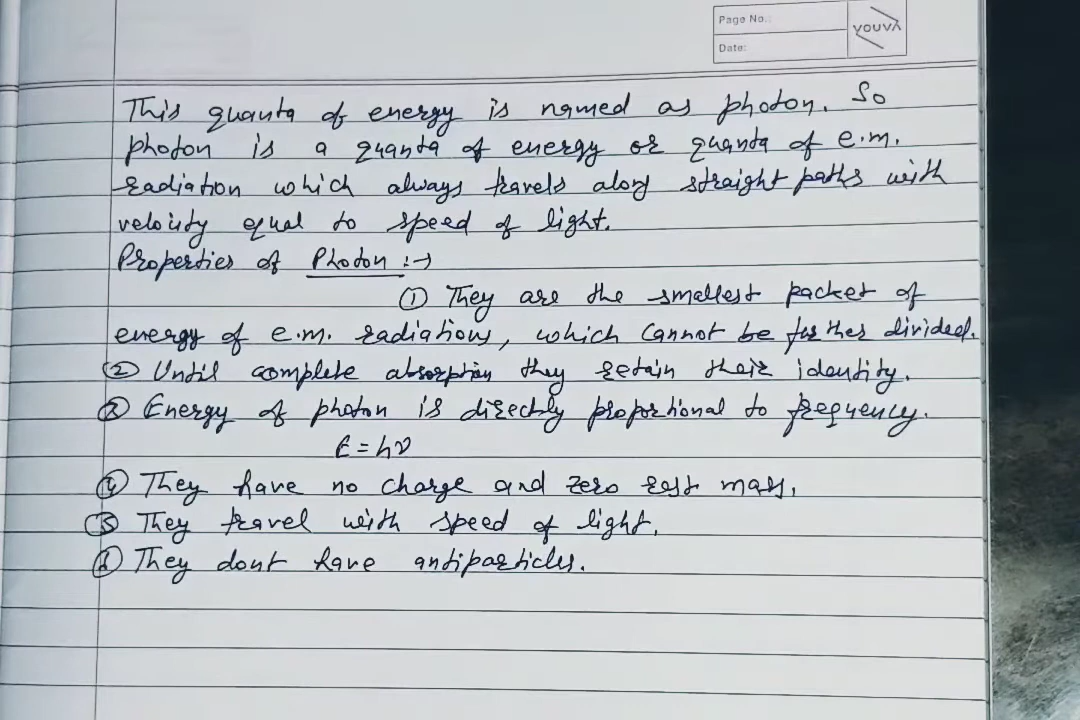 Page No.:
Date:
YOUVA
This quanta of energy is named as photon. So
photon is a quanta of energy or quanta of e.m.
radiation which always travels along straight paths with
velocity equal to speed of light.
Properties of Photon :→
① They are the smallest packet of
energy of e.m. radiations, which cannot be further divided.
② Until complete absorption they retain their identity.
③ Energy of photon is directly proportional to frequency.
E = hν
④ They have no charge and zero rest mass.
⑤ They travel with speed of light.
⑥ They dont have antiparticles.